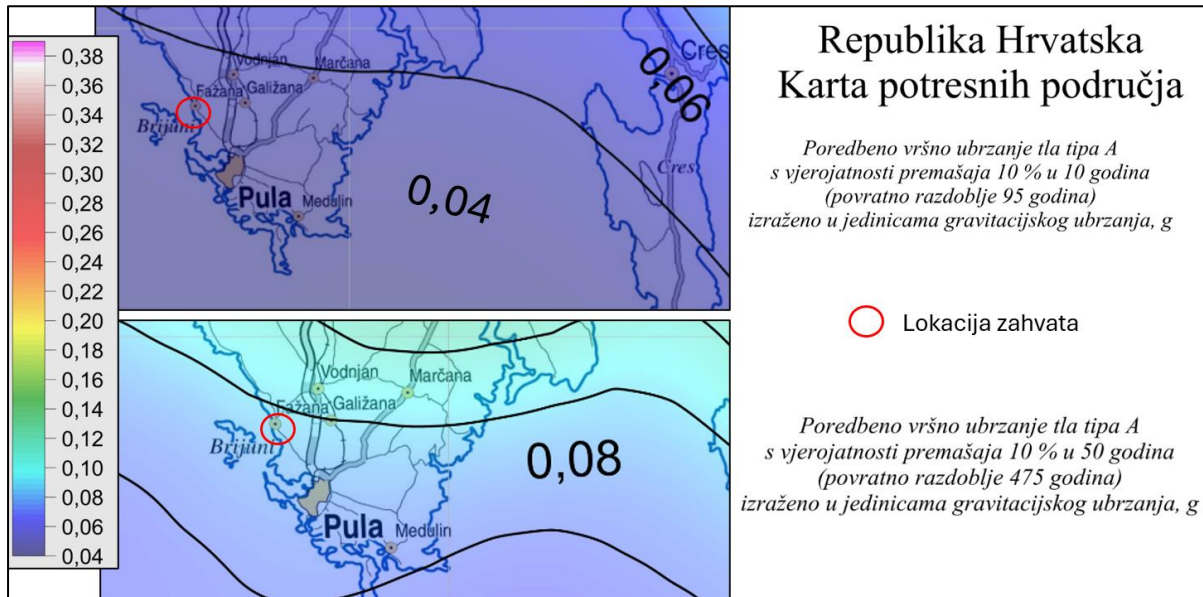 0,38
0,36
0,34
0,32
0,30
0,28
0,26
0,24
0,22
0,20
0,18
0,16
0,14
0,12
0,10
0,08
0,06
0,04
Vodnjan
Marčana
Fažana
Galižana
Brijuni
Pula
Medulin
0,04
Cres
0,06
Cres
Vodnjan
Marčana
Fažana
Galižana
Brijuni
0,08
Pula
Medulin
Republika Hrvatska
Karta potresnih područja
Poredbeno vršno ubrzanje tla tipa A
s vjerojatnosti premašaja 10 % u 10 godina
(povratno razdoblje 95 godina)
izraženo u jedinicama gravitacijskog ubrzanja, g
Lokacija zahvata
Poredbeno vršno ubrzanje tla tipa A
s vjerojatnosti premašaja 10 % u 50 godina
(povratno razdoblje 475 godina)
izraženo u jedinicama gravitacijskog ubrzanja, g